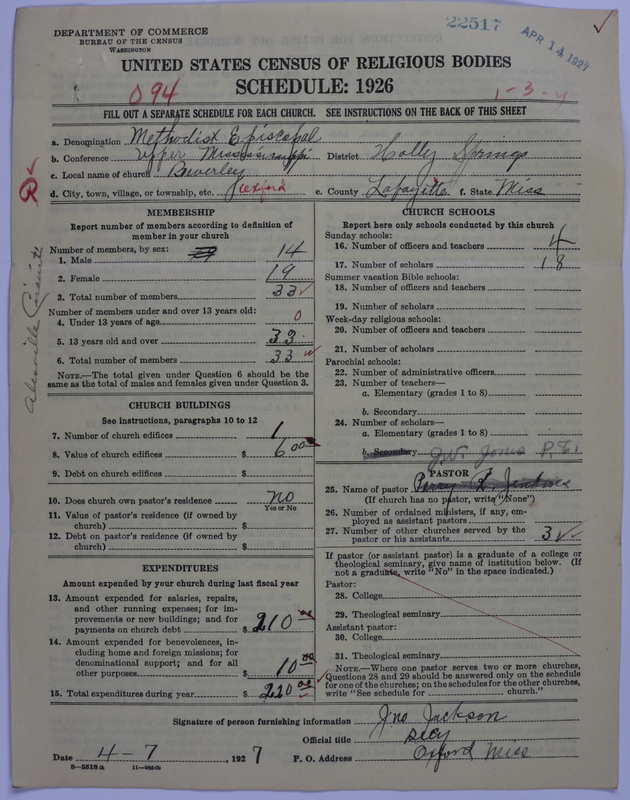 22517
APR 14 1927
DEPARTMENT OF COMMERCE
BUREAU OF THE CENSUS
WASHINGTON
UNITED STATES CENSUS OF RELIGIOUS BODIES
SCHEDULE: 1926
094
1-3-4
FILL OUT A SEPARATE SCHEDULE FOR EACH CHURCH. SEE INSTRUCTIONS ON THE BACK OF THIS SHEET
a. Denomination Methodist Episcopal
b. Conference Upper Mississippi District Holly Springs
c. Local name of church Beverley
d. City, town, village, or township, etc. Oxford e. County Lafayette f. State Miss
MEMBERSHIP
Report number of members according to definition of
member in your church
Number of members, by sex:
1. Male 14
2. Female 19
3. Total number of members 33
Number of members under and over 13 years old:
4. Under 13 years of age 0
5. 13 years old and over 33
6. Total number of members 33
NOTE.—The total given under Question 6 should be
same as the total of males and females given under Question 3.
CHURCH BUILDINGS
See instructions, paragraphs 10 to 12
7. Number of church edifices 1
8. Value of church edifices $ 600
9. Debt on church edifices $
10. Does church own pastor's residence no
Yes or No
11. Value of pastor's residence (if owned by
church) $
12. Debt on pastor's residence (if owned by
church) $
EXPENDITURES
Amount expended by your church during last fiscal year
13. Amount expended for salaries, repairs,
and other running expenses; for im-
provements or new buildings; and for
payments on church debt $ 210 00
14. Amount expended for benevolences, in-
cluding home and foreign missions; for
denominational support; and for all
other purposes $ 10 00
15. Total expenditures during year $ 220 00
CHURCH SCHOOLS
Report here only schools conducted by this church
Sunday schools:
16. Number of officers and teachers 4
17. Number of scholars 18
Summer vacation Bible schools:
18. Number of officers and teachers
19. Number of scholars
Week-day religious schools:
20. Number of officers and teachers
21. Number of scholars
Parochial schools:
22. Number of administrative officers
23. Number of teachers—
a. Elementary (grades 1 to 8)
b. Secondary
24. Number of scholars—
a. Elementary (grades 1 to 8)
b. Secondary J.W. Jones
PASTOR
25. Name of pastor Perry Jenkins
(If church has no pastor, write "None")
26. Number of ordained ministers, if any, em-
ployed as assistant pastors
27. Number of other churches served by the
pastor or his assistants 3
If pastor (or assistant pastor) is a graduate of a college or
theological seminary, give name of institution below. (If
not a graduate, write "No" in the space indicated.)
Pastor:
28. College
29. Theological seminary
Assistant pastor:
30. College
31. Theological seminary
NOTE.—Where one pastor serves two or more churches,
Questions 28 and 29 should be answered only on the schedule
for one of the churches; on the schedules for the other churches,
write "See schedule for church."
Signature of person furnishing information Jno Jackson
Official title Secy
Date 4-7, 1927 P. O. Address Oxford Miss
8-5518 a 11-9654b